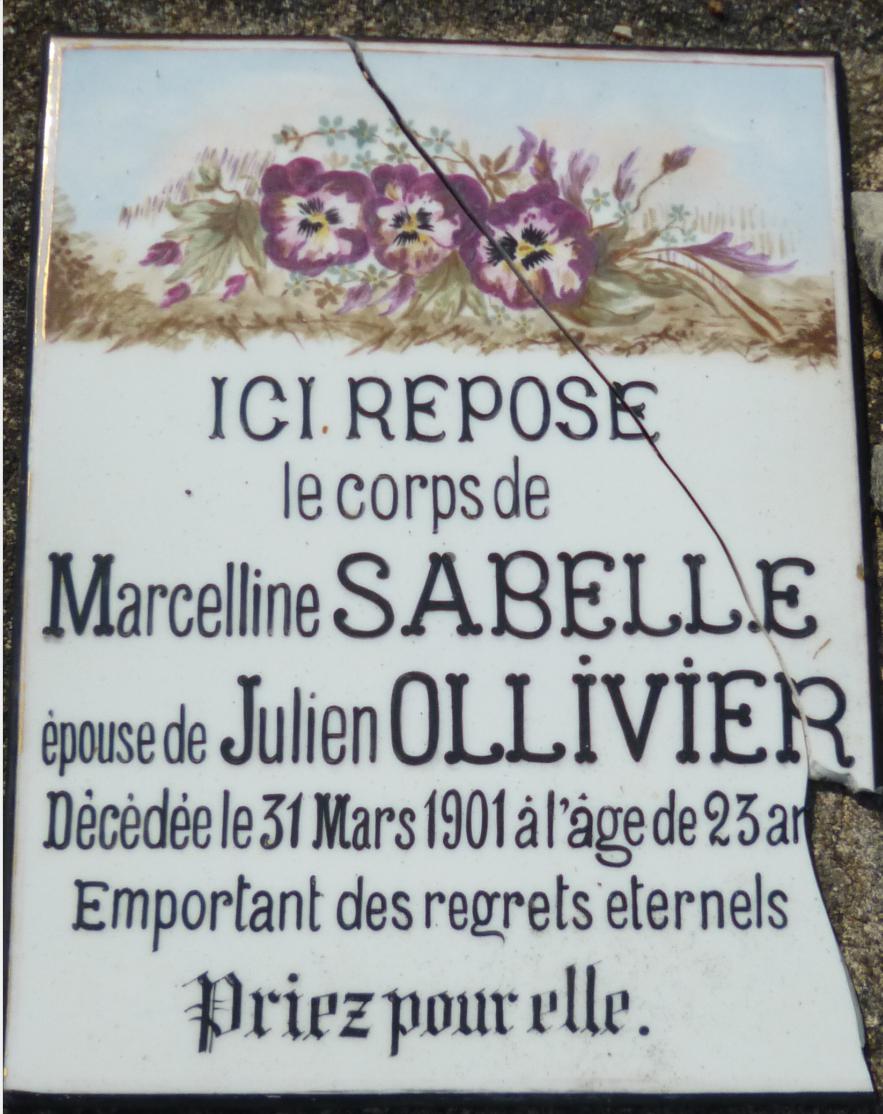 ICI REPOSE
le corps de
Marcelline SABELLE
épouse de Julien OLLIVIER
Décédée le 31 Mars 1901 à l'âge de 23 an
Emportant des regrets eternels
Priez pour elle.